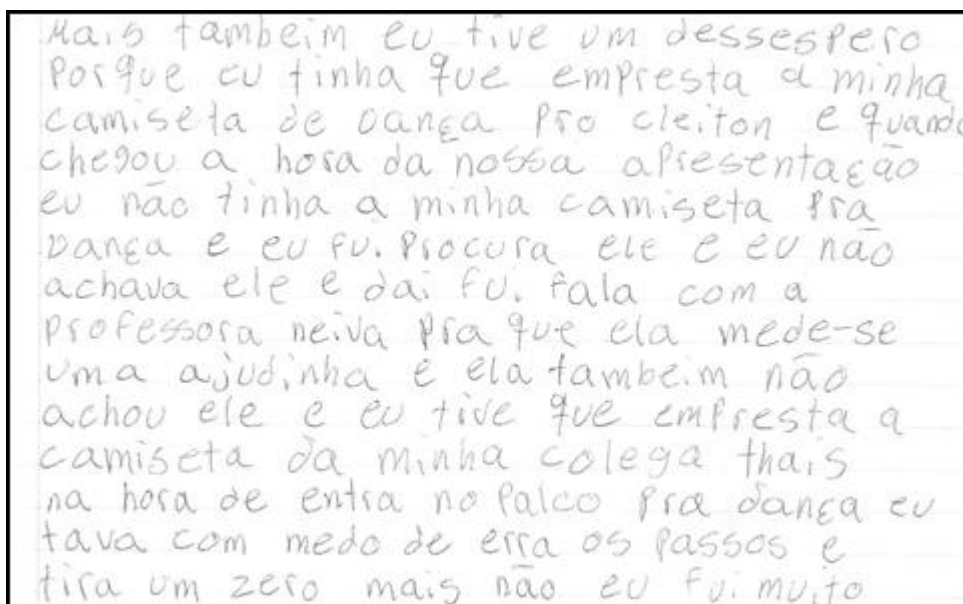 Mais tambeim eu tive um dessespero
Porque eu tinha que empresta a minha
camiseta de dança pro cleiton e quando
chegou a hora da nossa apresentação
eu não tinha a minha camiseta pra
dança e eu fui procura ele e eu não
achava ele e dai fui fala com a
professora neiva pra que ela mede-se
uma ajudinha e ela tambeim não
achou ele e eu tive que empresta a
camiseta da minha colega thais
na hora de entra no palco pra dança eu
tava com medo de erra os passos e
tira um zero mais não eu fui muito